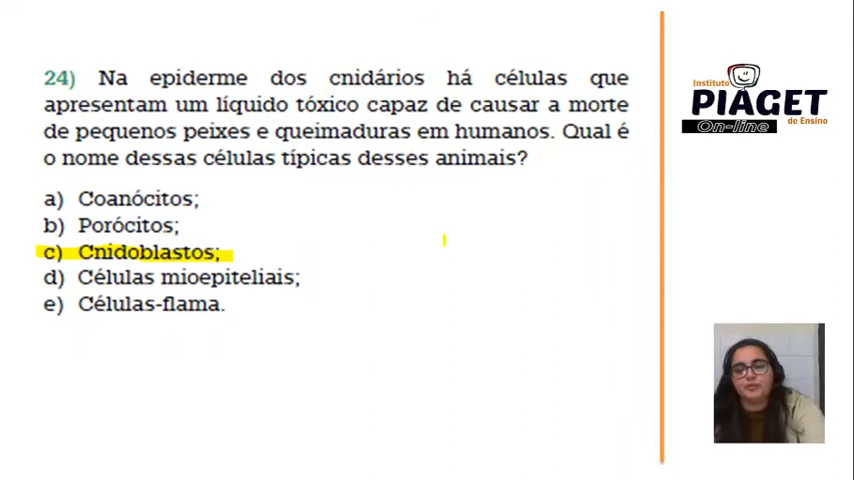 24) Na epiderme dos cnidários há células que
apresentam um líquido tóxico capaz de causar a morte
de pequenos peixes e queimaduras em humanos. Qual é
o nome dessas células típicas desses animais?
a) Coanócitos;
b) Porócitos;
c) Cnidoblastos;
d) Células mioepiteliais;
e) Células-flama.
Instituto
PIAGET
On-line de Ensino